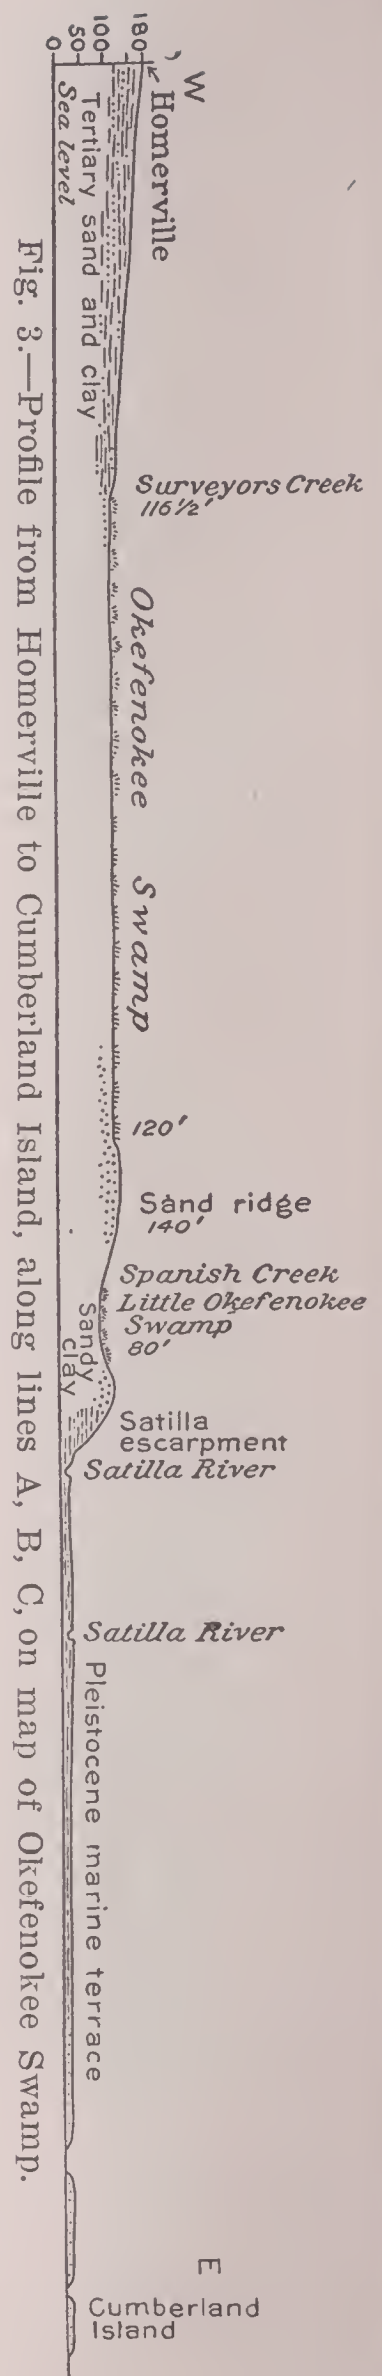 W
E
180'
100
50
0
Homerville
Tertiary sand and clay
Sea level
Surveyors Creek
116½'
Okefenokee Swamp
120'
Sand ridge
140'
Spanish Creek
Little Okefenokee
Swamp
80'
Sandy
clay
Satilla
escarpment
Satilla River
Satilla River
Pleistocene marine terrace
Cumberland
Island
Fig. 3.—Profile from Homerville to Cumberland Island, along lines A, B, C, on map of Okefenokee Swamp.